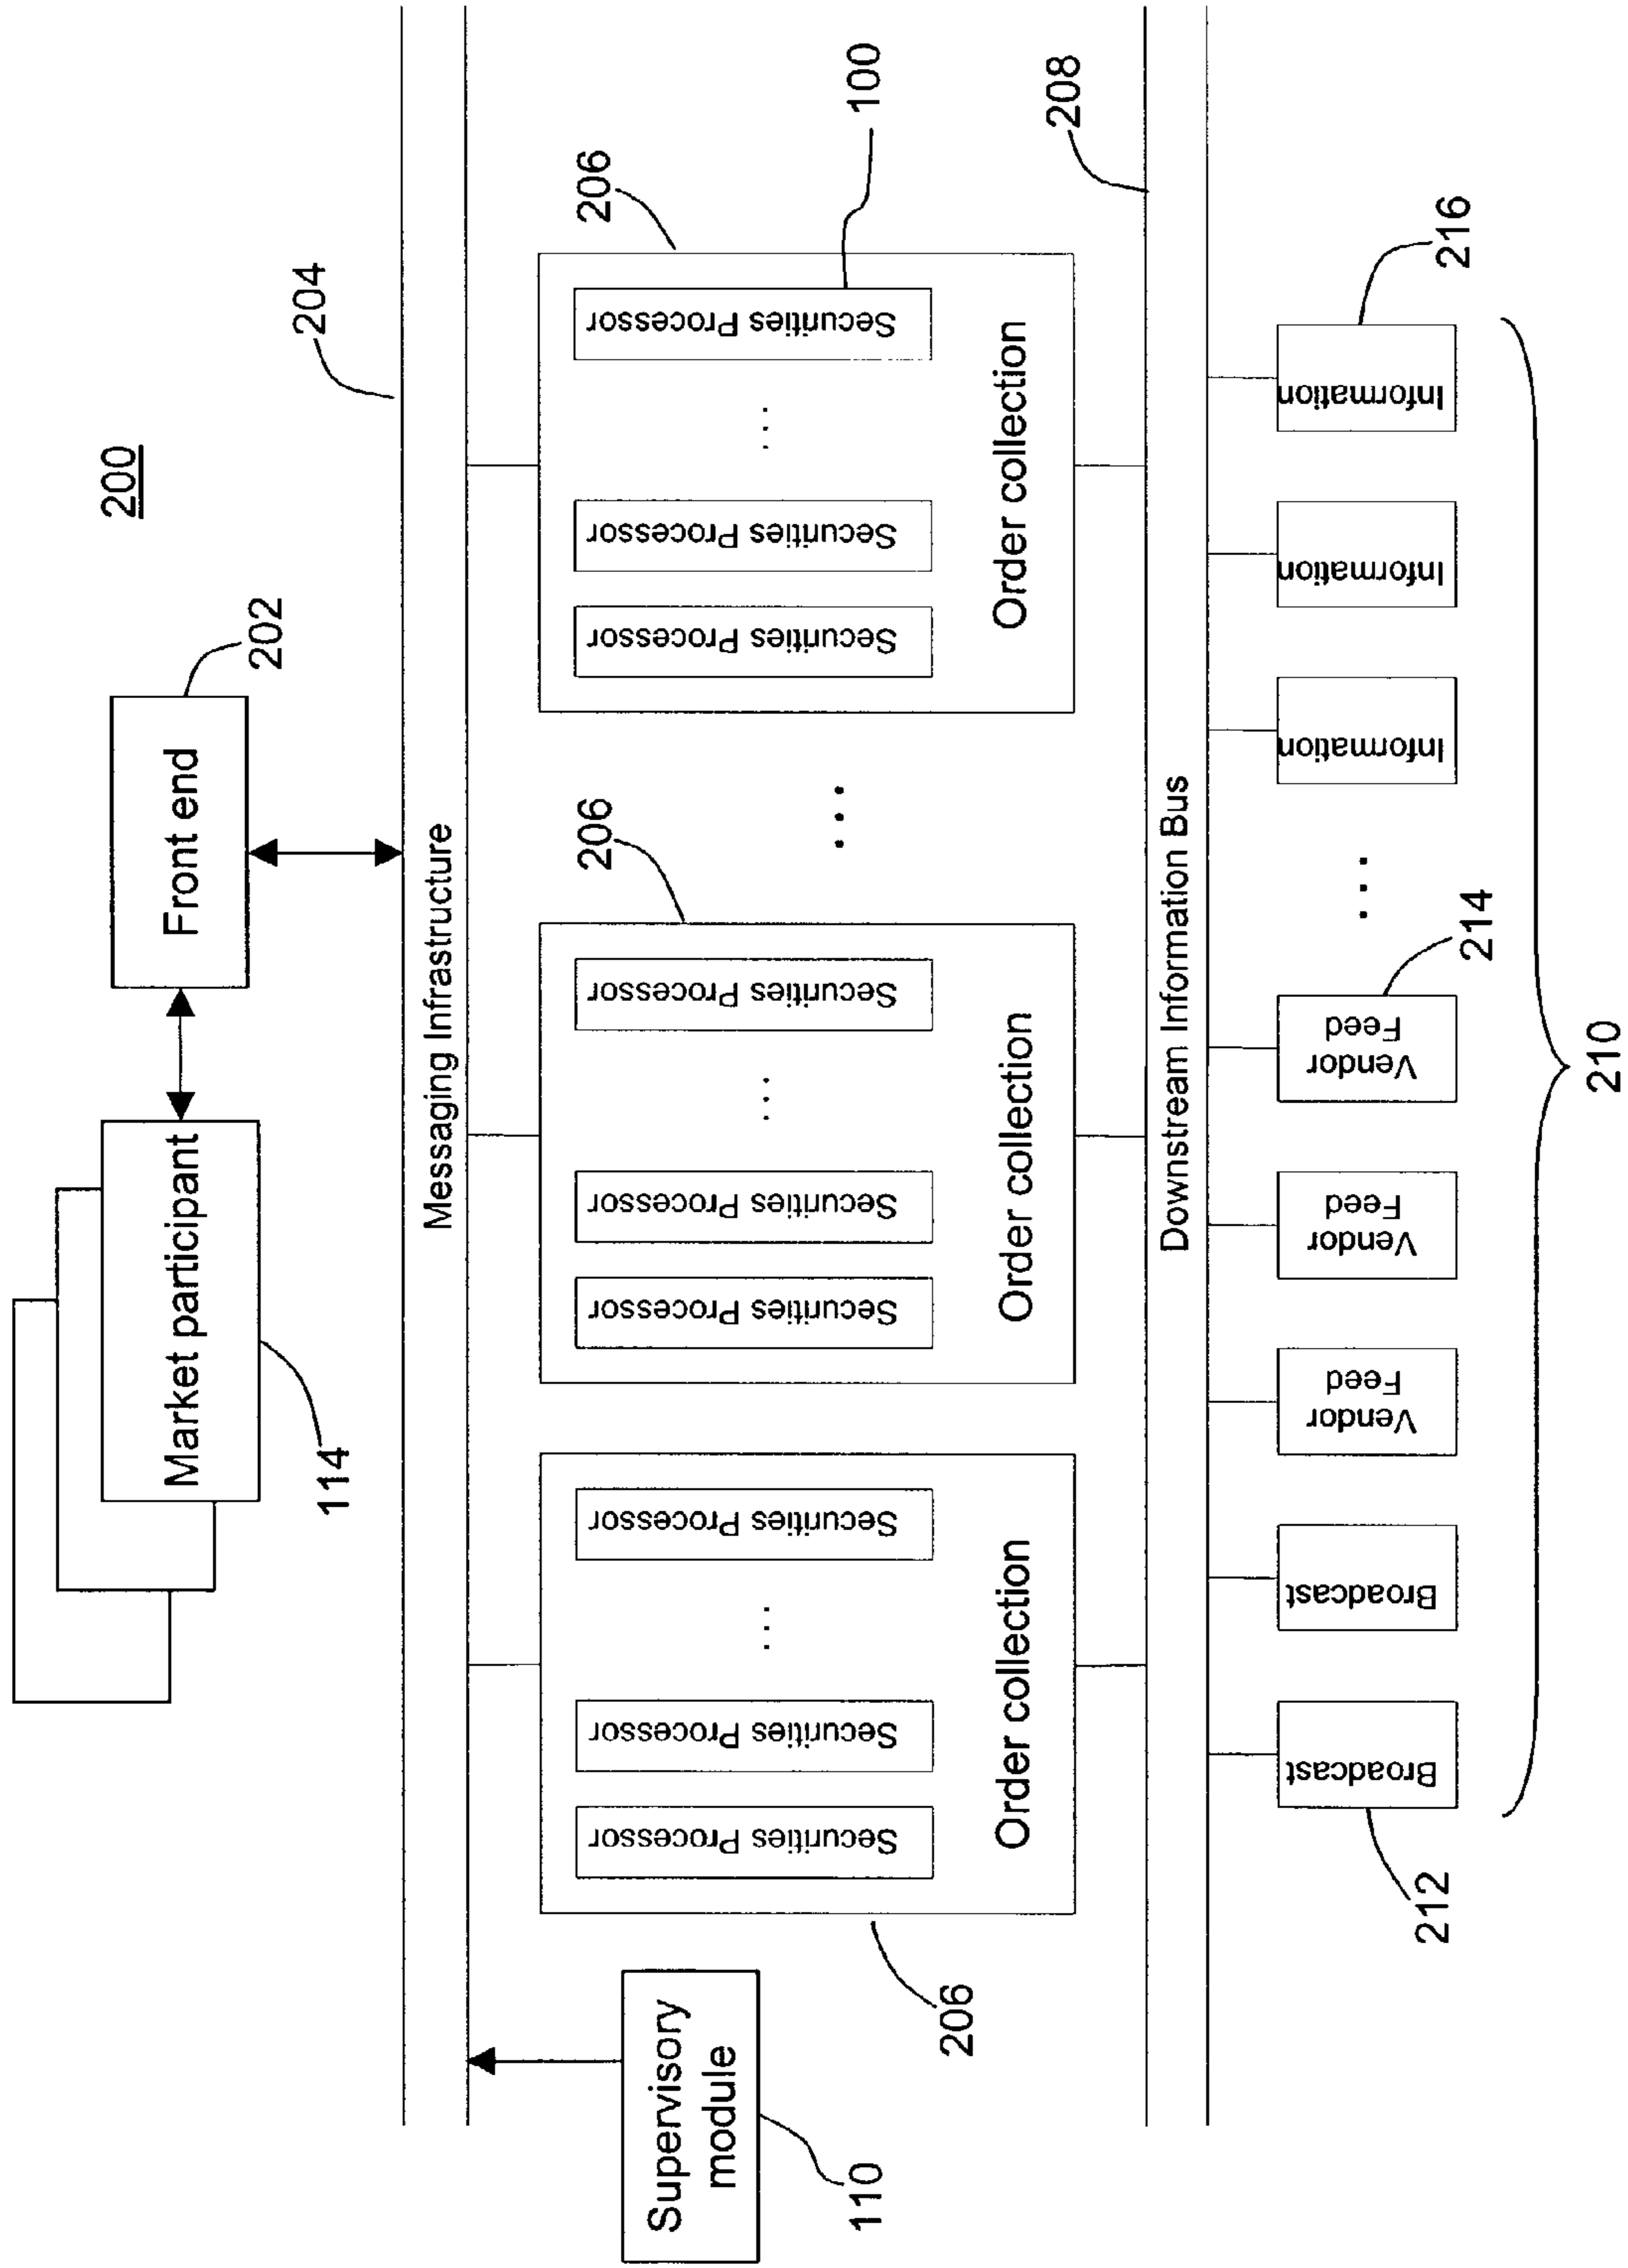 200
Market participant
114
Front end
202
204
Messaging Infrastructure
Supervisory
module
110
206
Securities Processor
Securities Processor
...
Securities Processor
Order collection
206
Securities Processor
Securities Processor
...
Securities Processor
Order collection
...
206
Securities Processor
Securities Processor
...
Securities Processor
100
Order collection
208
Downstream Information Bus
212
Broadcast
Broadcast
Vendor
Feed
Vendor
Feed
Vendor
Feed
214
...
Information
Information
Information
216
210